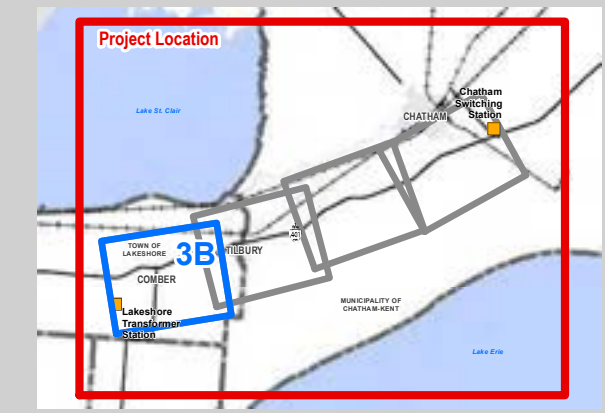 Project Location
Lake St. Clair
Chatham
Switching
Station
CHATHAM
401
TOWN OF
LAKESHORE
3B
TILBURY
COMBER
MUNICIPALITY OF
CHATHAM-KENT
Lakeshore
Transformer
Station
Lake Erie